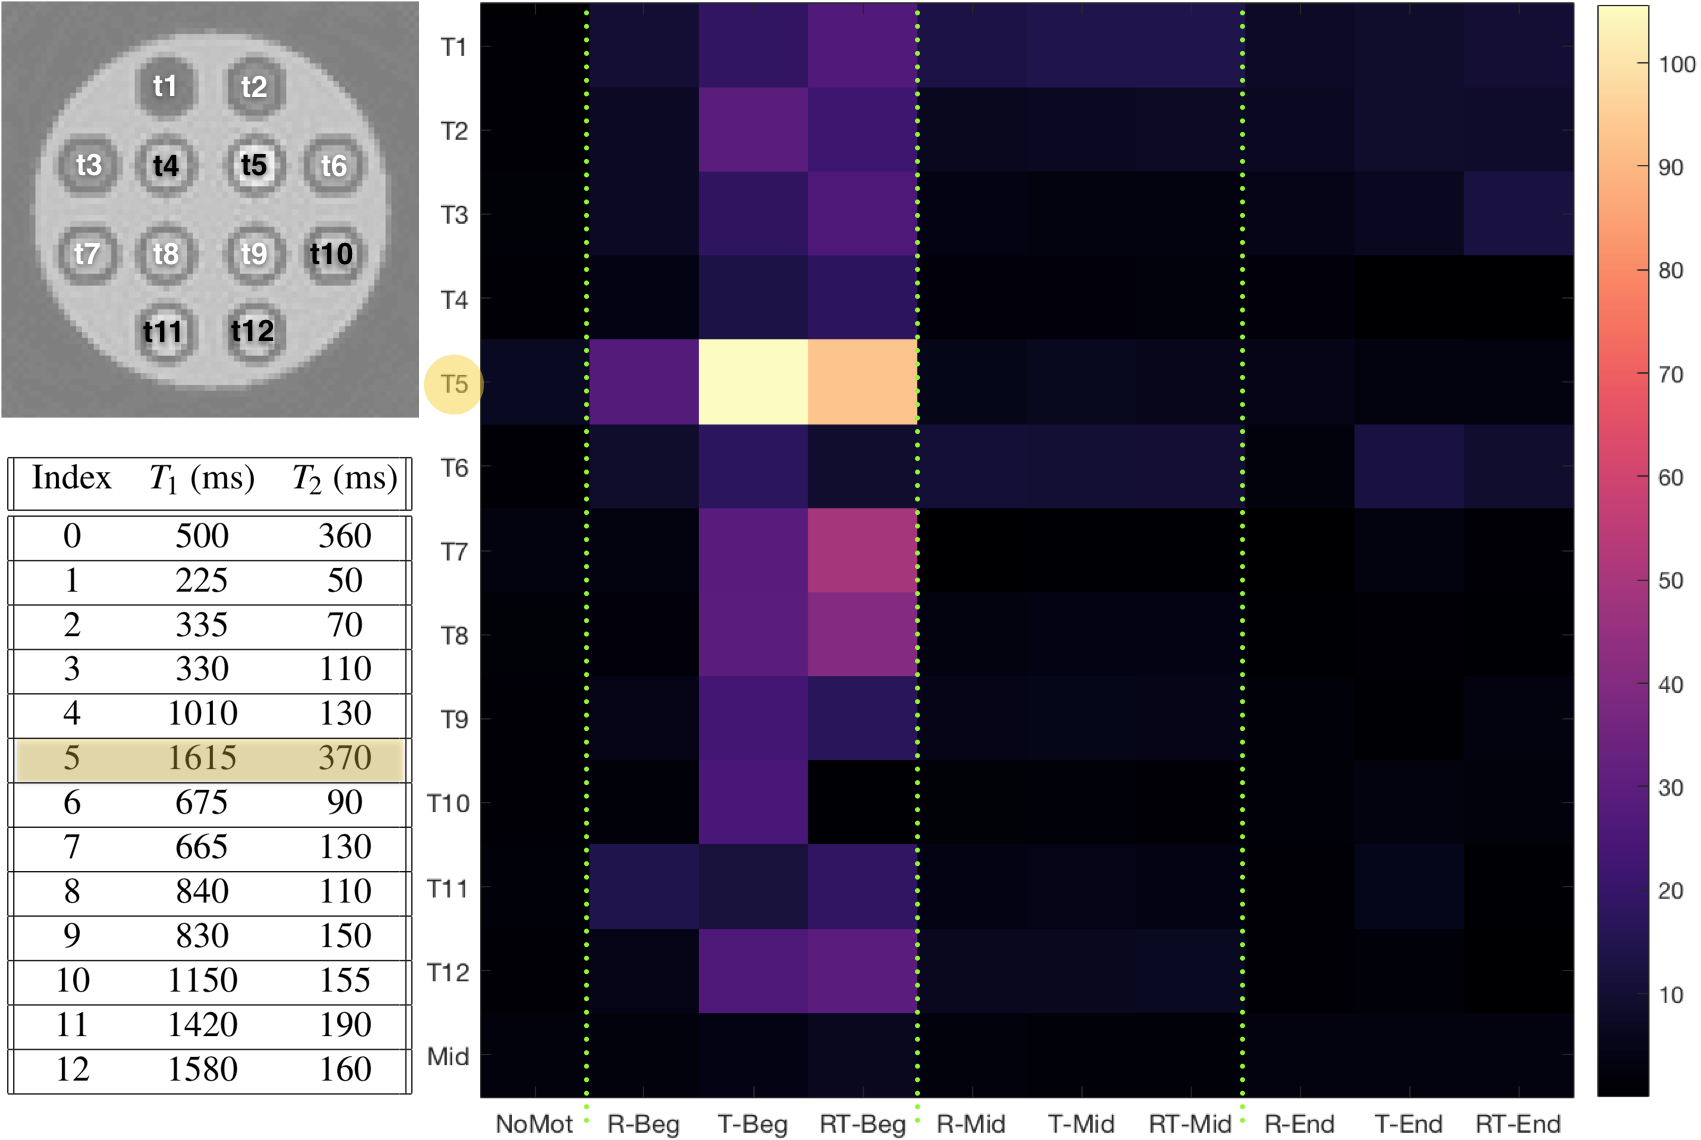 t1 t2
t3 t4 t5 t6
t7 t8 t9 t10
t11 t12
Index T1 (ms) T2 (ms)
0 500 360
1 225 50
2 335 70
3 330 110
4 1010 130
5 1615 370
6 675 90
7 665 130
8 840 110
9 830 150
10 1150 155
11 1420 190
12 1580 160
T1
T2
T3
T4
T5
T6
T7
T8
T9
T10
T11
T12
Mid
NoMot R-Beg T-Beg RT-Beg R-Mid T-Mid RT-Mid R-End T-End RT-End
100
90
80
70
60
50
40
30
20
10